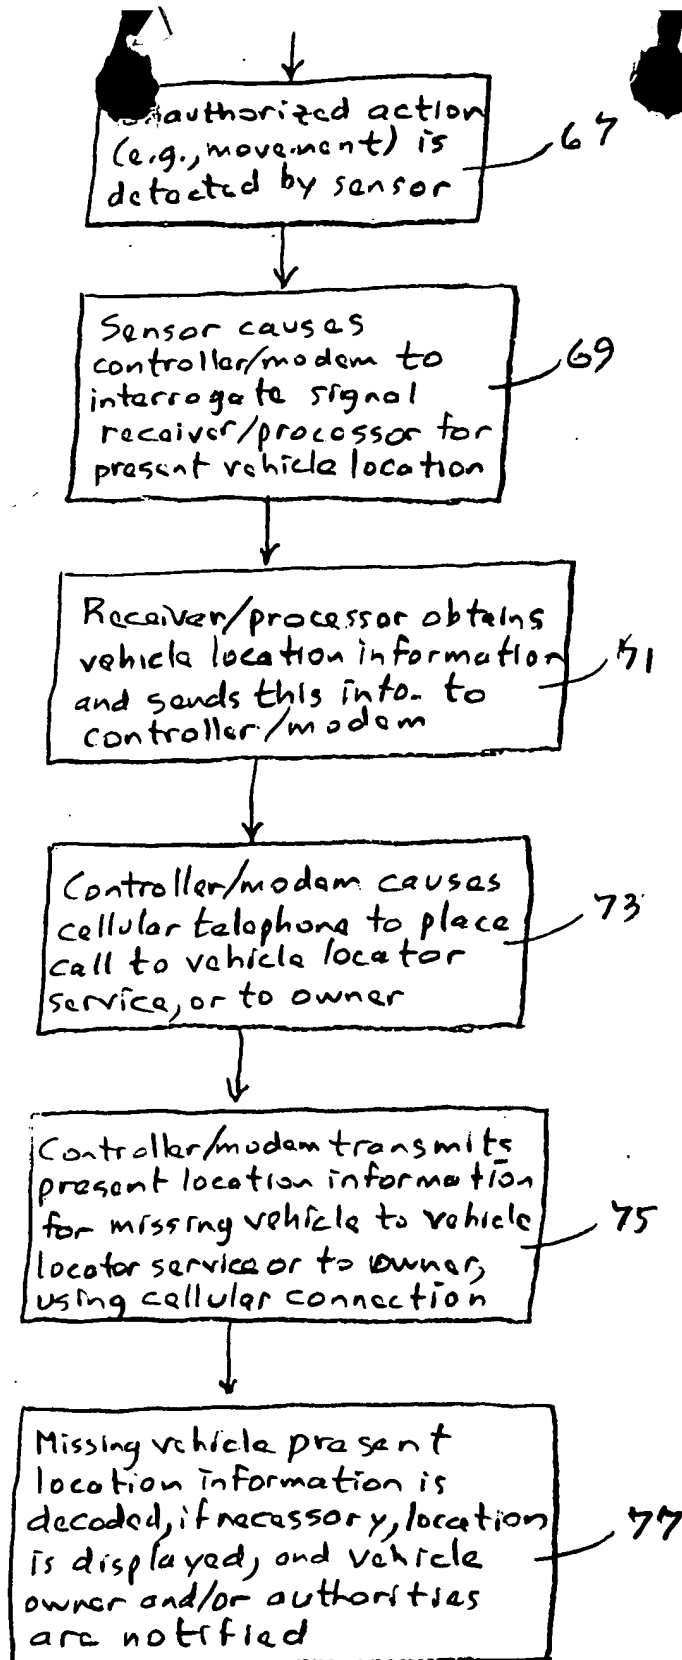 authorized action
(e.g., movement) is
detected by sensor
67
Sensor causes
controller/modem to
interrogate signal
receiver/processor for
present vehicle location
69
Receiver/processor obtains
vehicle location information
and sends this info. to
controller/modem
71
Controller/modem causes
cellular telephone to place
call to vehicle locator
service, or to owner
73
Controller/modem transmits
present location information
for missing vehicle to vehicle
locator service or to owner,
using cellular connection
75
Missing vehicle present
location information is
decoded, if necessary, location
is displayed, and vehicle
owner and/or authorities
are notified
77